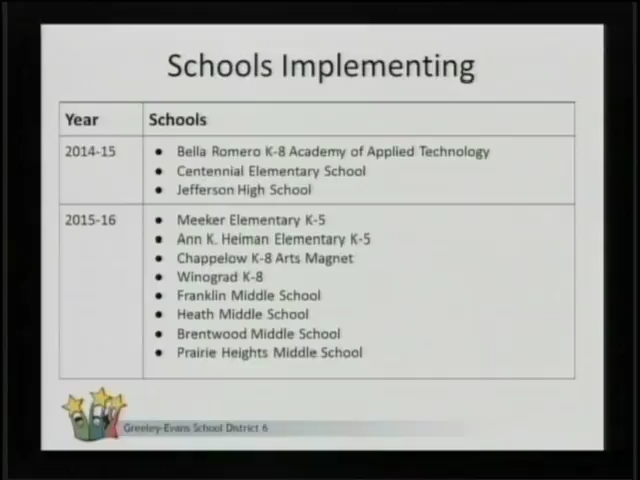 Schools Implementing
Year Schools
2014-15
● Bella Romero K-8 Academy of Applied Technology
● Centennial Elementary School
● Jefferson High School
2015-16
● Meeker Elementary K-5
● Ann K. Heiman Elementary K-5
● Chappelow K-8 Arts Magnet
● Winograd K-8
● Franklin Middle School
● Heath Middle School
● Brentwood Middle School
● Prairie Heights Middle School
Greeley-Evans School District 6